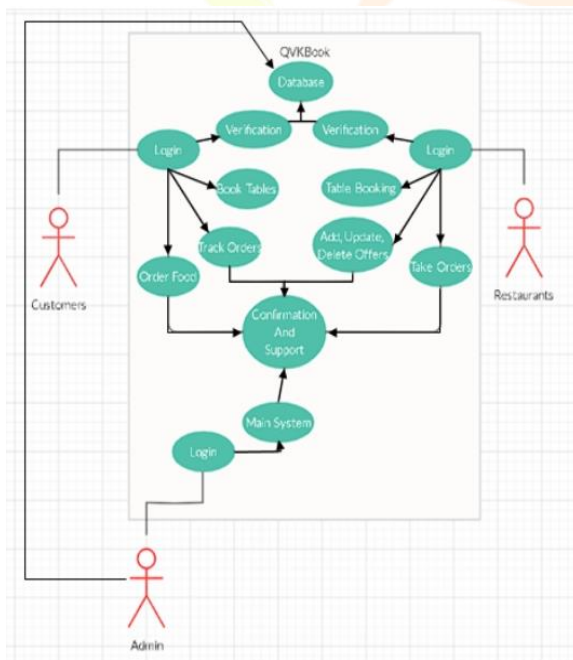 QVKBook
Database
Verification
Verification
Login
Login
Book Tables
Table Booking
Track Orders
Add, Update,
Delete Offers
Order Food
Take Orders
Customers
Restaurants
Confirmation
And
Support
Main System
Login
Admin